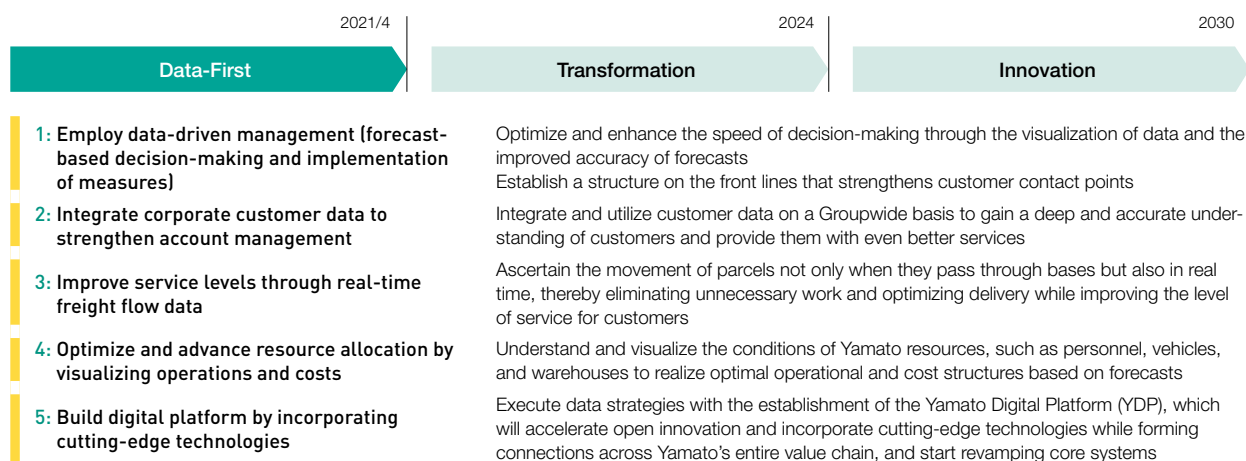 2021/4
2024
2030
Data-First
Transformation
Innovation
1: Employ data-driven management (forecast-
based decision-making and implementation
of measures)
Optimize and enhance the speed of decision-making through the visualization of data and the
improved accuracy of forecasts
Establish a structure on the front lines that strengthens customer contact points
2: Integrate corporate customer data to
strengthen account management
Integrate and utilize customer data on a Groupwide basis to gain a deep and accurate under-
standing of customers and provide them with even better services
3: Improve service levels through real-time
freight flow data
Ascertain the movement of parcels not only when they pass through bases but also in real
time, thereby eliminating unnecessary work and optimizing delivery while improving the level
of service for customers
4: Optimize and advance resource allocation by
visualizing operations and costs
Understand and visualize the conditions of Yamato resources, such as personnel, vehicles,
and warehouses to realize optimal operational and cost structures based on forecasts
5: Build digital platform by incorporating
cutting-edge technologies
Execute data strategies with the establishment of the Yamato Digital Platform (YDP), which
will accelerate open innovation and incorporate cutting-edge technologies while forming
connections across Yamato's entire value chain, and start revamping core systems